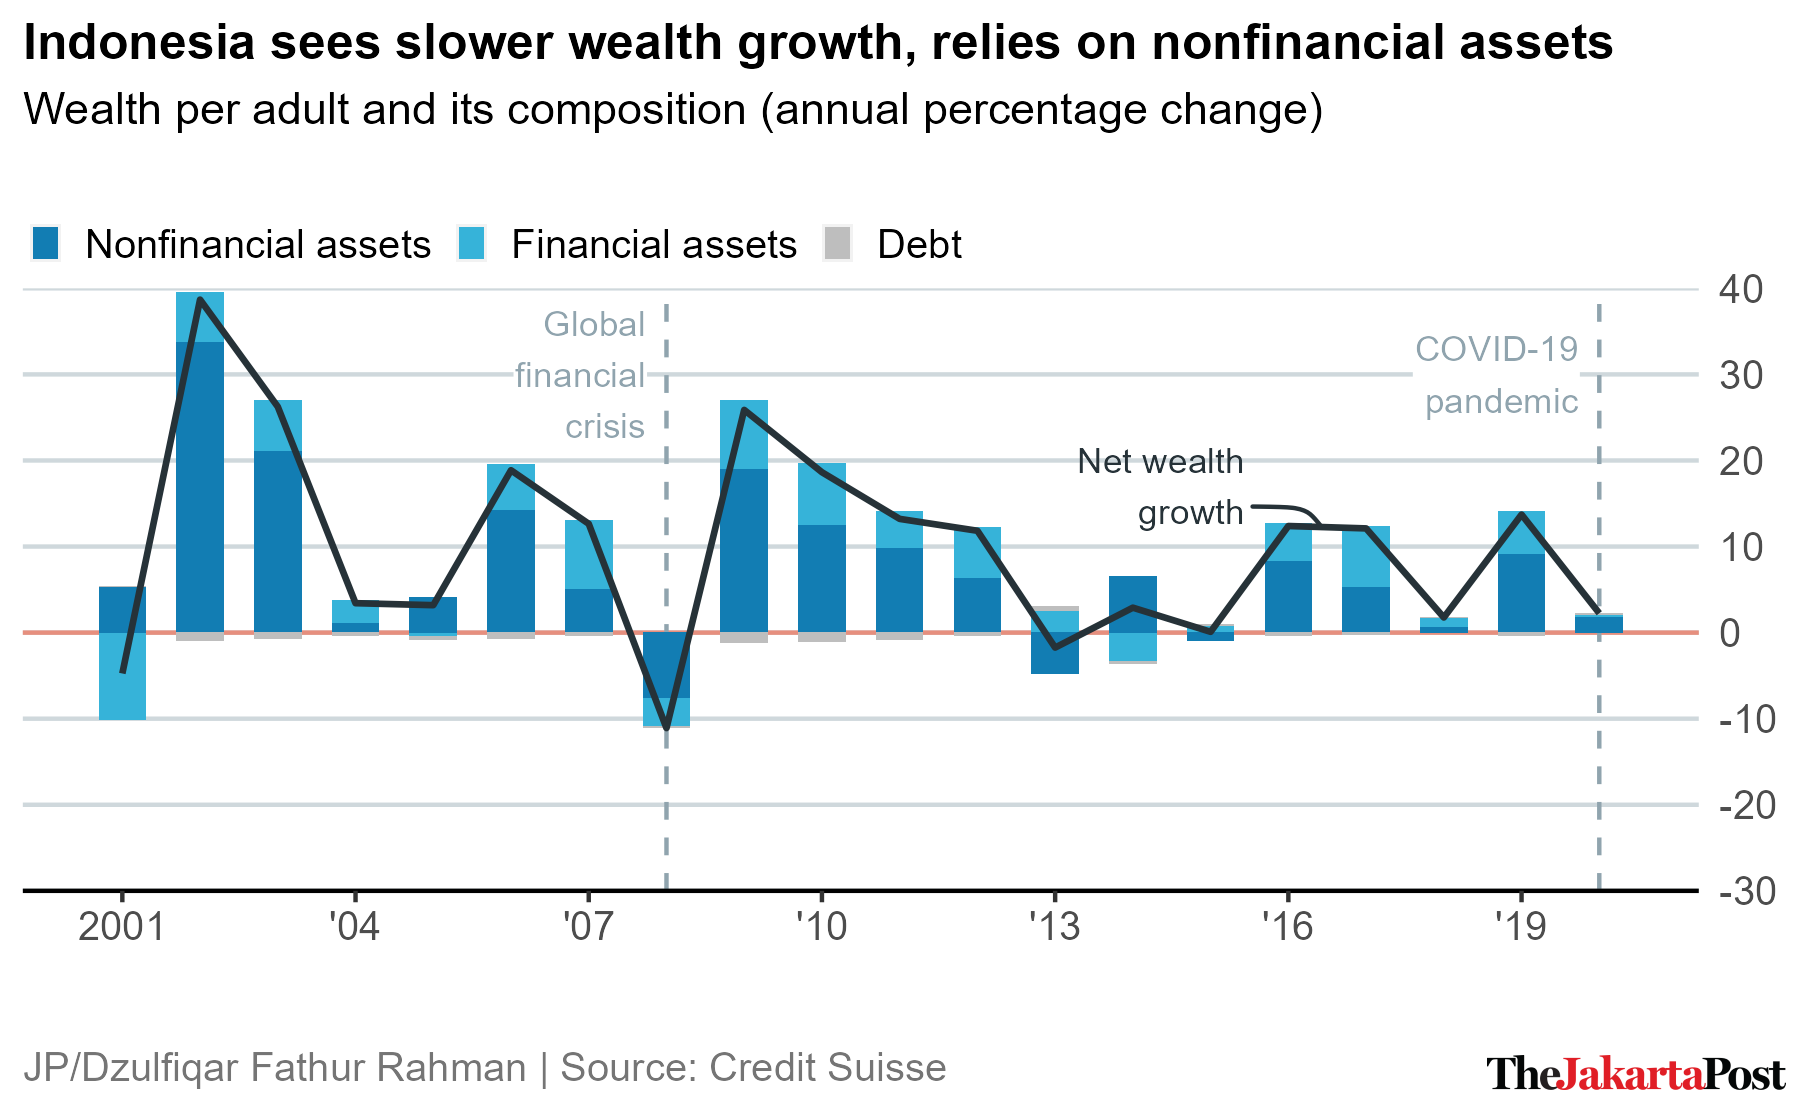 Indonesia sees slower wealth growth, relies on nonfinancial assets
Wealth per adult and its composition (annual percentage change)
Nonfinancial assets Financial assets Debt
40
30
20
10
0
-10
-20
-30
Global
financial
crisis
COVID-19
pandemic
Net wealth
growth
2001 '04 '07 '10 '13 '16 '19
JP/Dzulfiqar Fathur Rahman | Source: Credit Suisse
TheJakartaPost